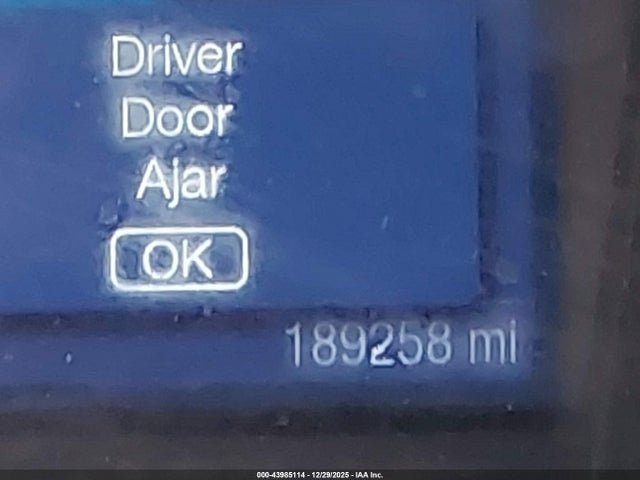 Driver
Door
Ajar
OK
189258 mi
000-43985114 - 12/29/2025 - IAA Inc.